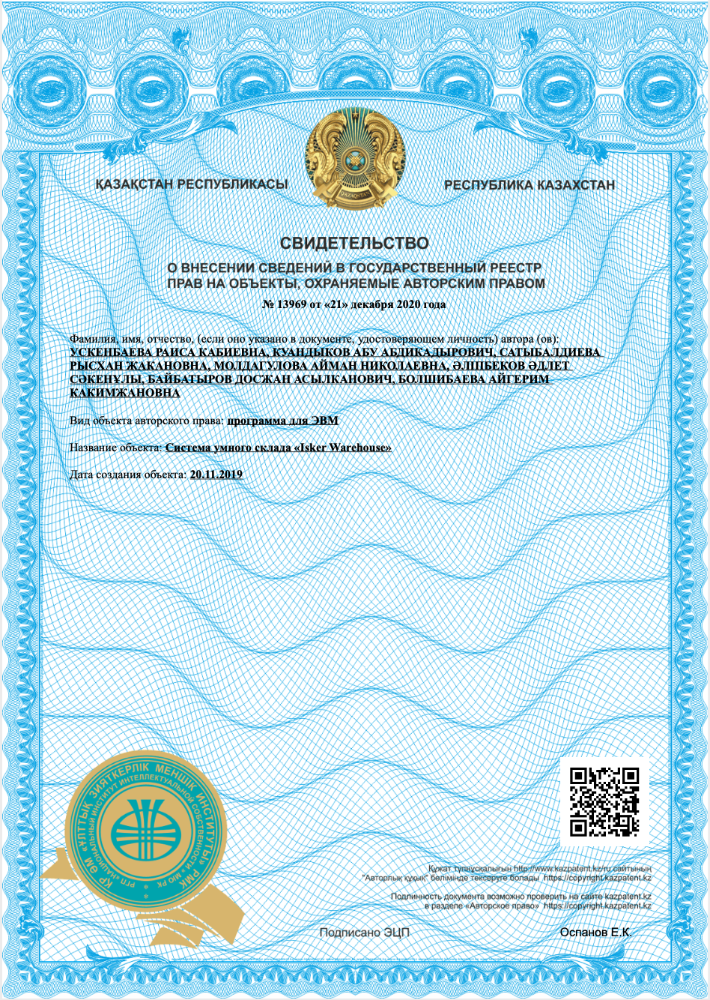 ҚАЗАҚСТАН РЕСПУБЛИКАСЫ
РЕСПУБЛИКА КАЗАХСТАН
QAZAQSTAN
СВИДЕТЕЛЬСТВО
О ВНЕСЕНИИ СВЕДЕНИЙ В ГОСУДАРСТВЕННЫЙ РЕЕСТР
ПРАВ НА ОБЪЕКТЫ, ОХРАНЯЕМЫЕ АВТОРСКИМ ПРАВОМ
№ 13969 от «21» декабря 2020 года
Фамилия, имя, отчество, (если оно указано в документе, удостоверяющем личность) автора (ов):
УСКЕНБАЕВА РАИСА КАБИЕВНА, КУАНДЫКОВ АБУ АБДИКАДЫРОВИЧ, САТЫБАЛДИЕВА
РЫСХАН ЖАКАНОВНА, МОЛДАГУЛОВА АЙМАН НИКОЛАЕВНА, ӘЛІПБЕКОВ ӘДЛЕТ
СӘКЕНҰЛЫ, БАЙБАТЫРОВ ДОСЖАН АСЫЛКАНОВИЧ, БОЛШИБАЕВА АЙГЕРИМ
КАКИМЖАНОВНА
Вид объекта авторского права: программа для ЭВМ
Название объекта: Система умного склада «Isker Warehouse»
Дата создания объекта: 20.11.2019
ҚР ӘМ «ҰЛТТЫҚ ЗИЯТКЕРЛІК МЕНШІК ИНСТИТУТЫ» РМК
РГП «НАЦИОНАЛЬНЫЙ ИНСТИТУТ ИНТЕЛЛЕКТУАЛЬНОЙ СОБСТВЕННОСТИ» МЮ РК
Құжат түпнұсқалығын http://www.kazpatent.kz/ru сайтының
"Авторлық құқық" бөлімінде тексеруге болады https://copyright.kazpatent.kz
Подлинность документа возможно проверить на сайте kazpatent.kz
в разделе «Авторское право» https://copyright.kazpatent.kz
Подписано ЭЦП
Оспанов Е.К.